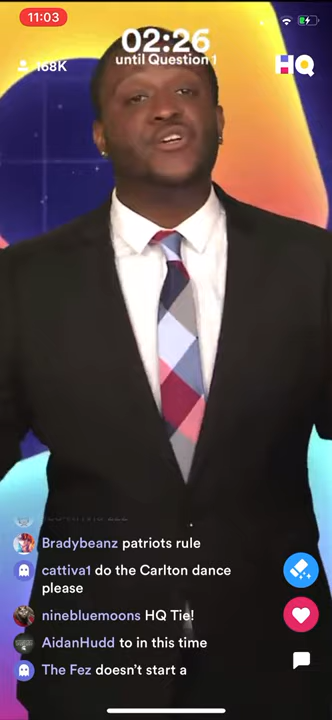 11:03
02:26
until Question 1
168K
HQ
Bradybeanz patriots rule
cattiva1 do the Carlton dance
please
ninebluemoons HQ Tie!
AidanHudd to in this time
The Fez doesn't start a